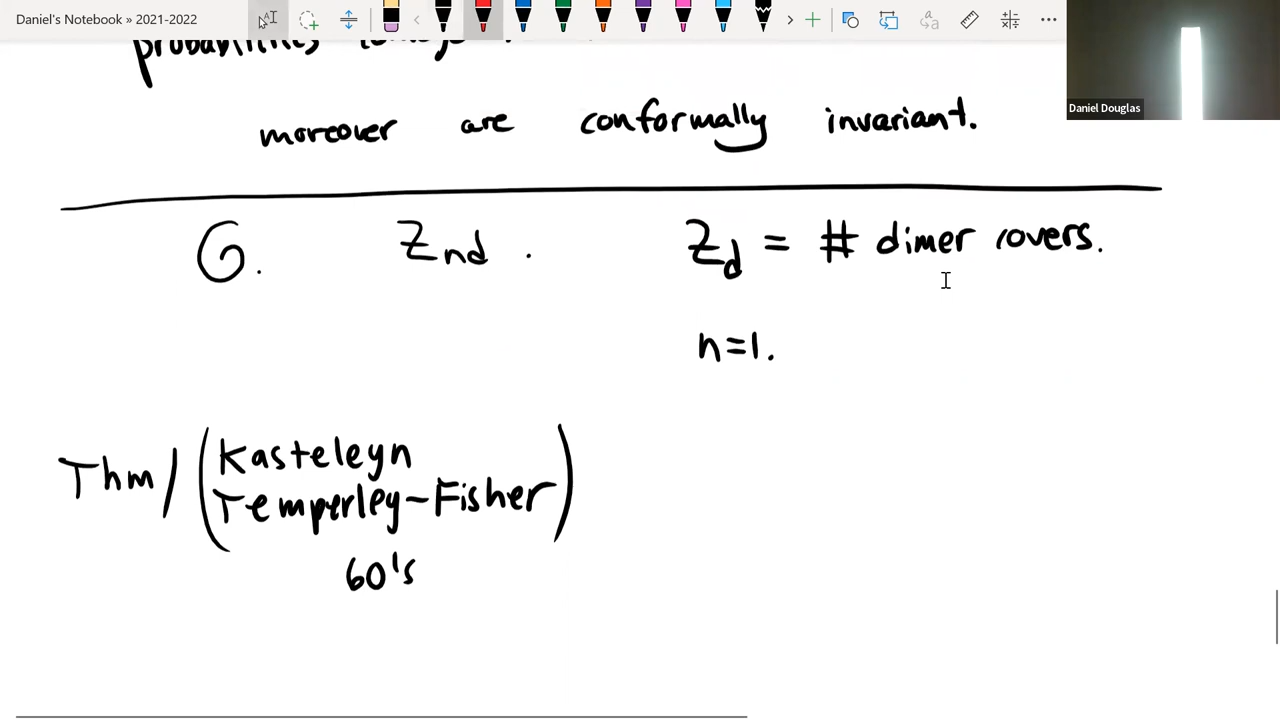 Daniel's Notebook » 2021-2022
Daniel Douglas
probabilities
moreover are conformally invariant.
G. Znd . Zd = # dimer covers.
n=1.
Thm / (Kasteleyn
Temperley-Fisher)
60's